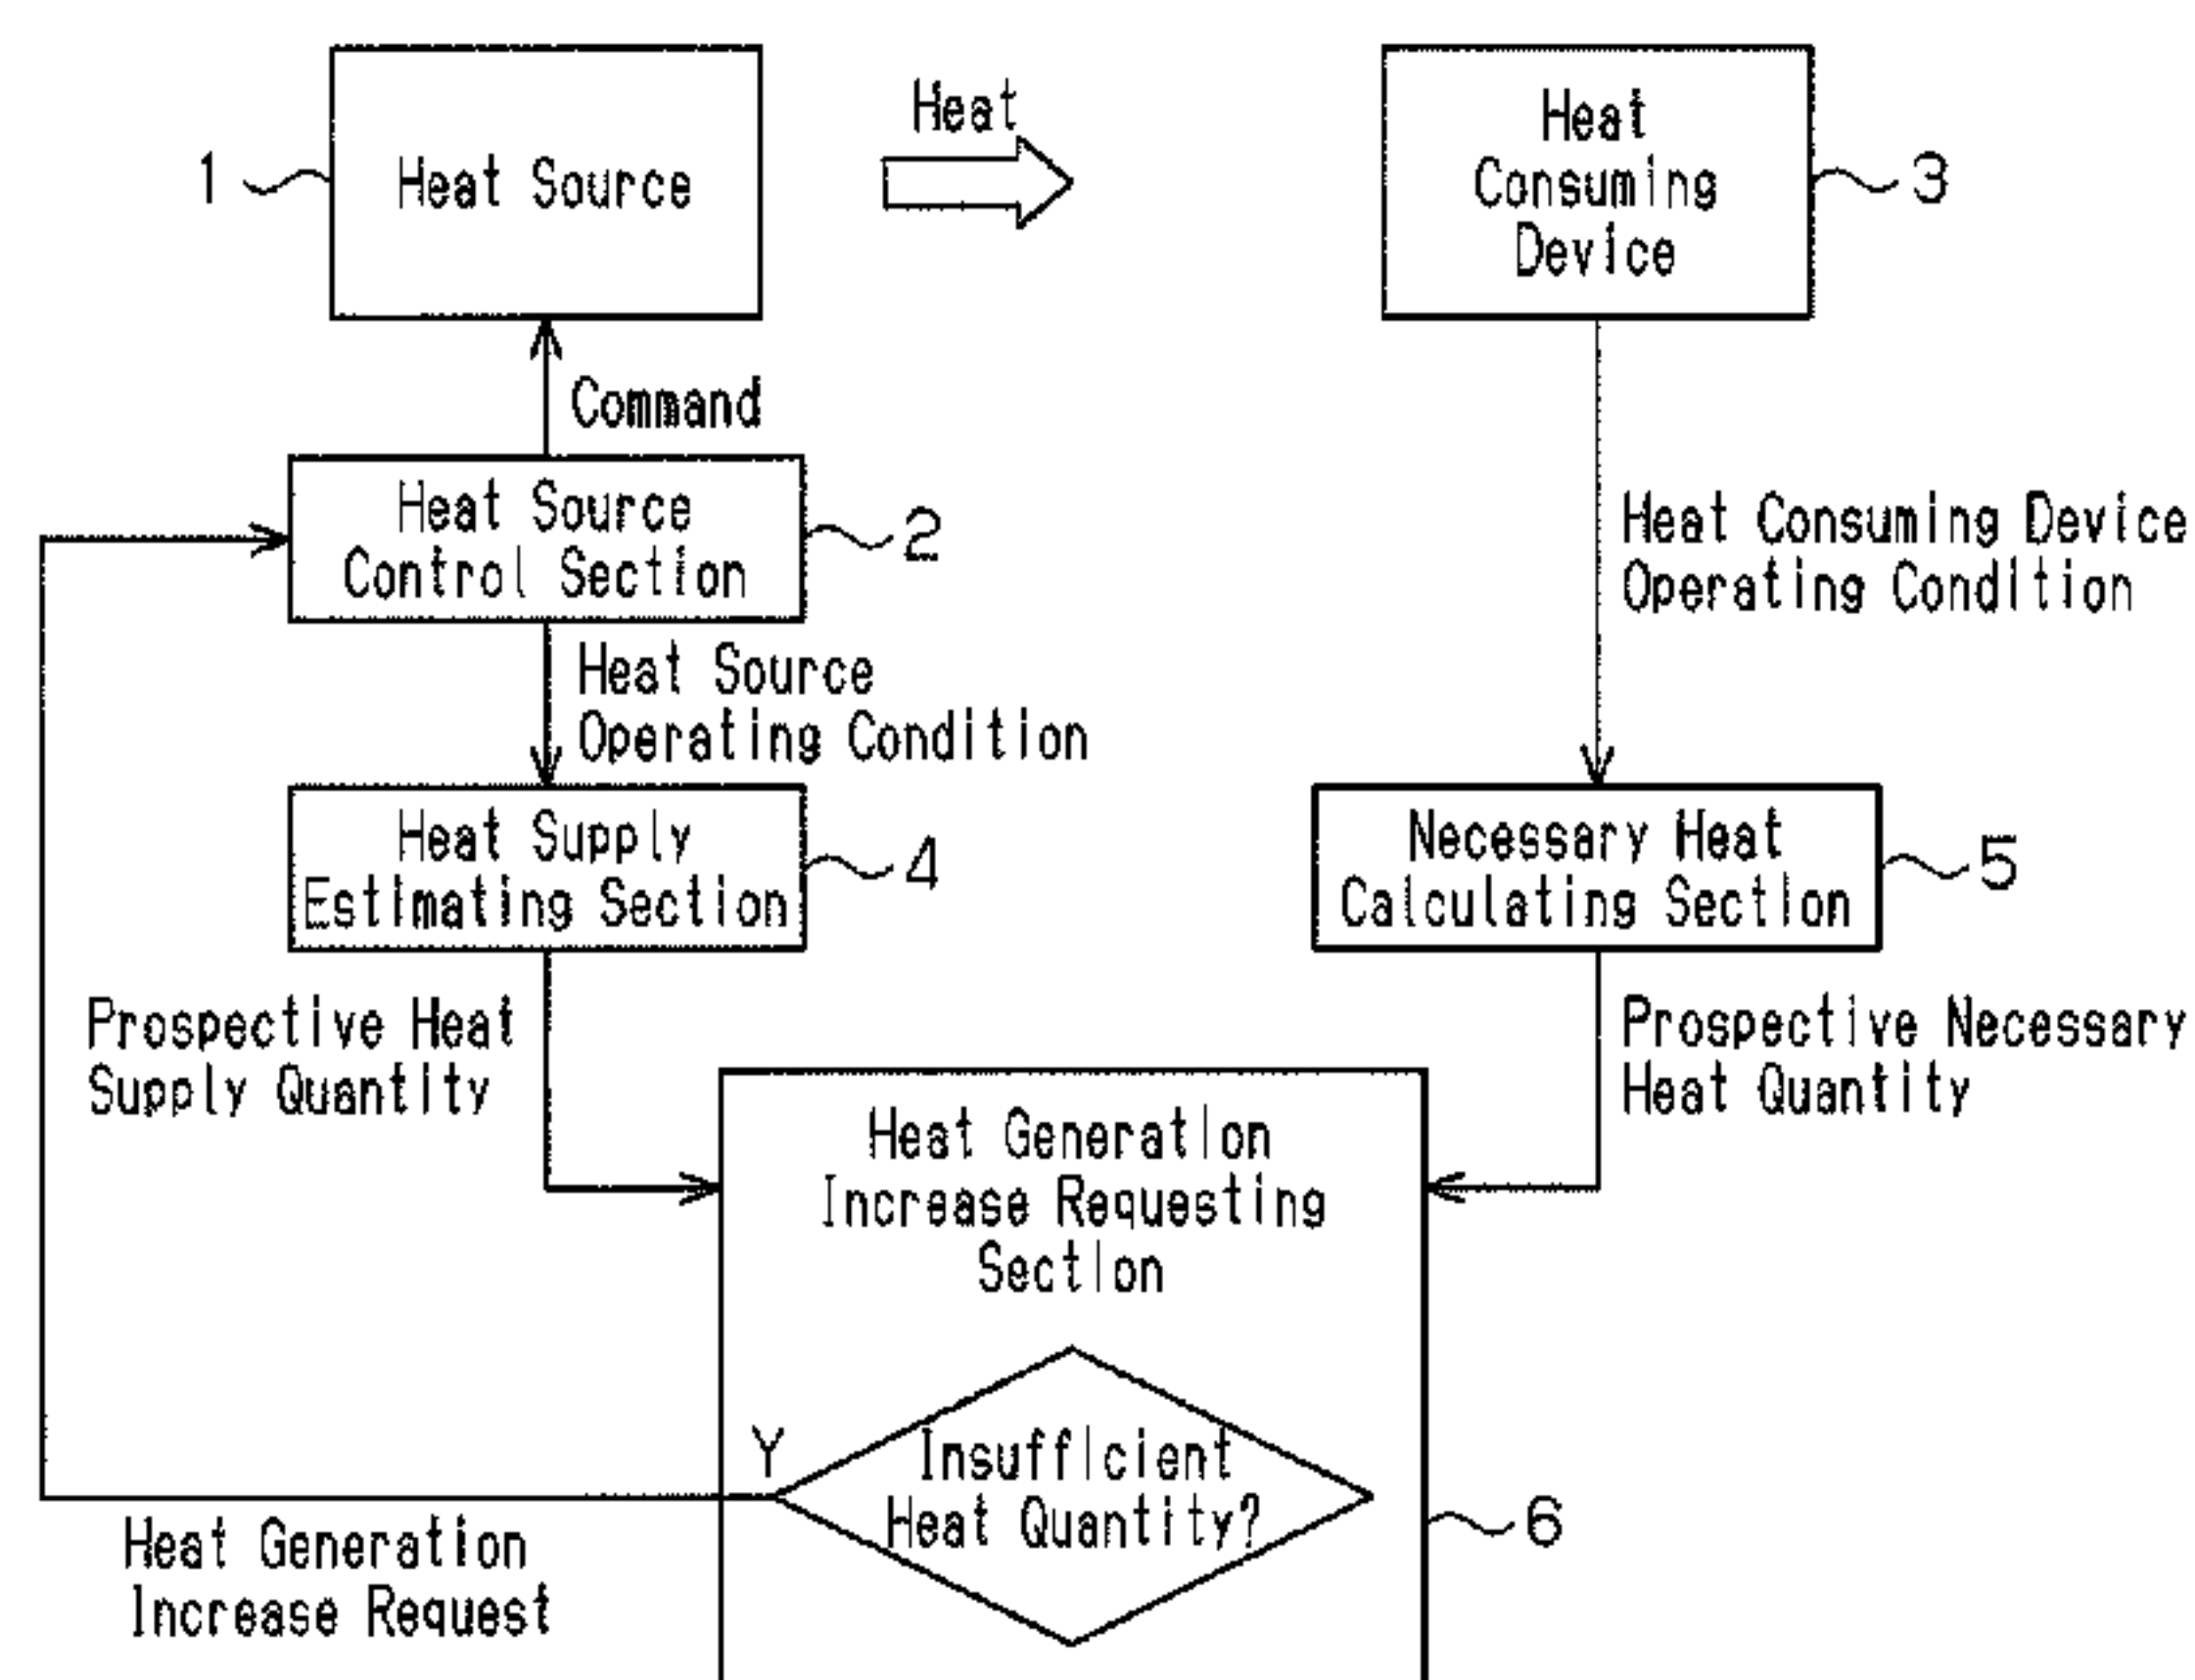 1
Heat Source
Heat
Heat
Consuming
Device
3
Command
Heat Source
Control Section
2
Heat Consuming Device
Operating Condition
Heat Source
Operating Condition
Heat Supply
Estimating Section
4
Necessary Heat
Calculating Section
5
Prospective Heat
Supply Quantity
Prospective Necessary
Heat Quantity
Heat Generation
Increase Requesting
Section
Y
Insufficient
Heat Quantity?
6
Heat Generation
Increase Request